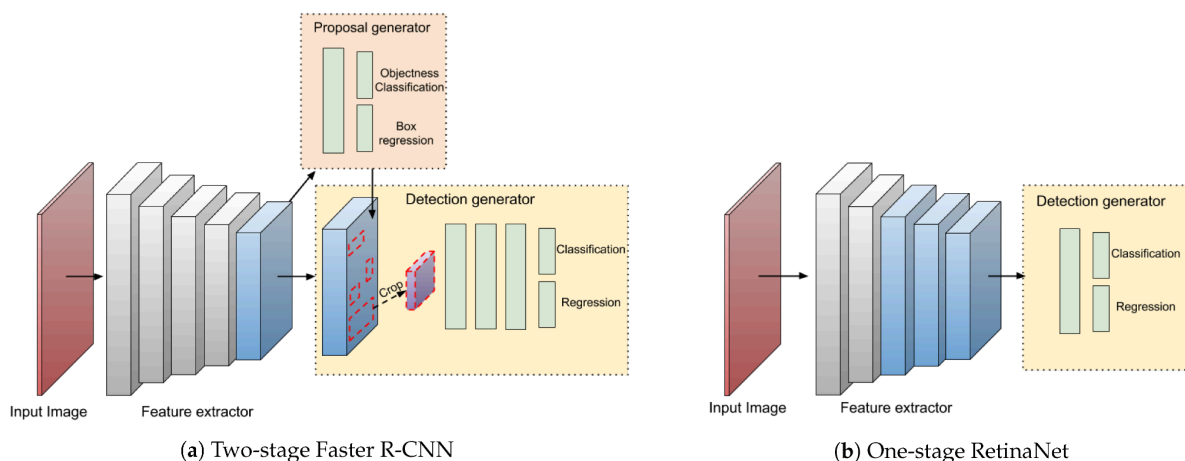 Proposal generator
Objectness
Classification
Box
regression
Detection generator
Classification
Crop
Regression
Input Image
Feature extractor
(a) Two-stage Faster R-CNN
Detection generator
Classification
Regression
Input Image
Feature extractor
(b) One-stage RetinaNet